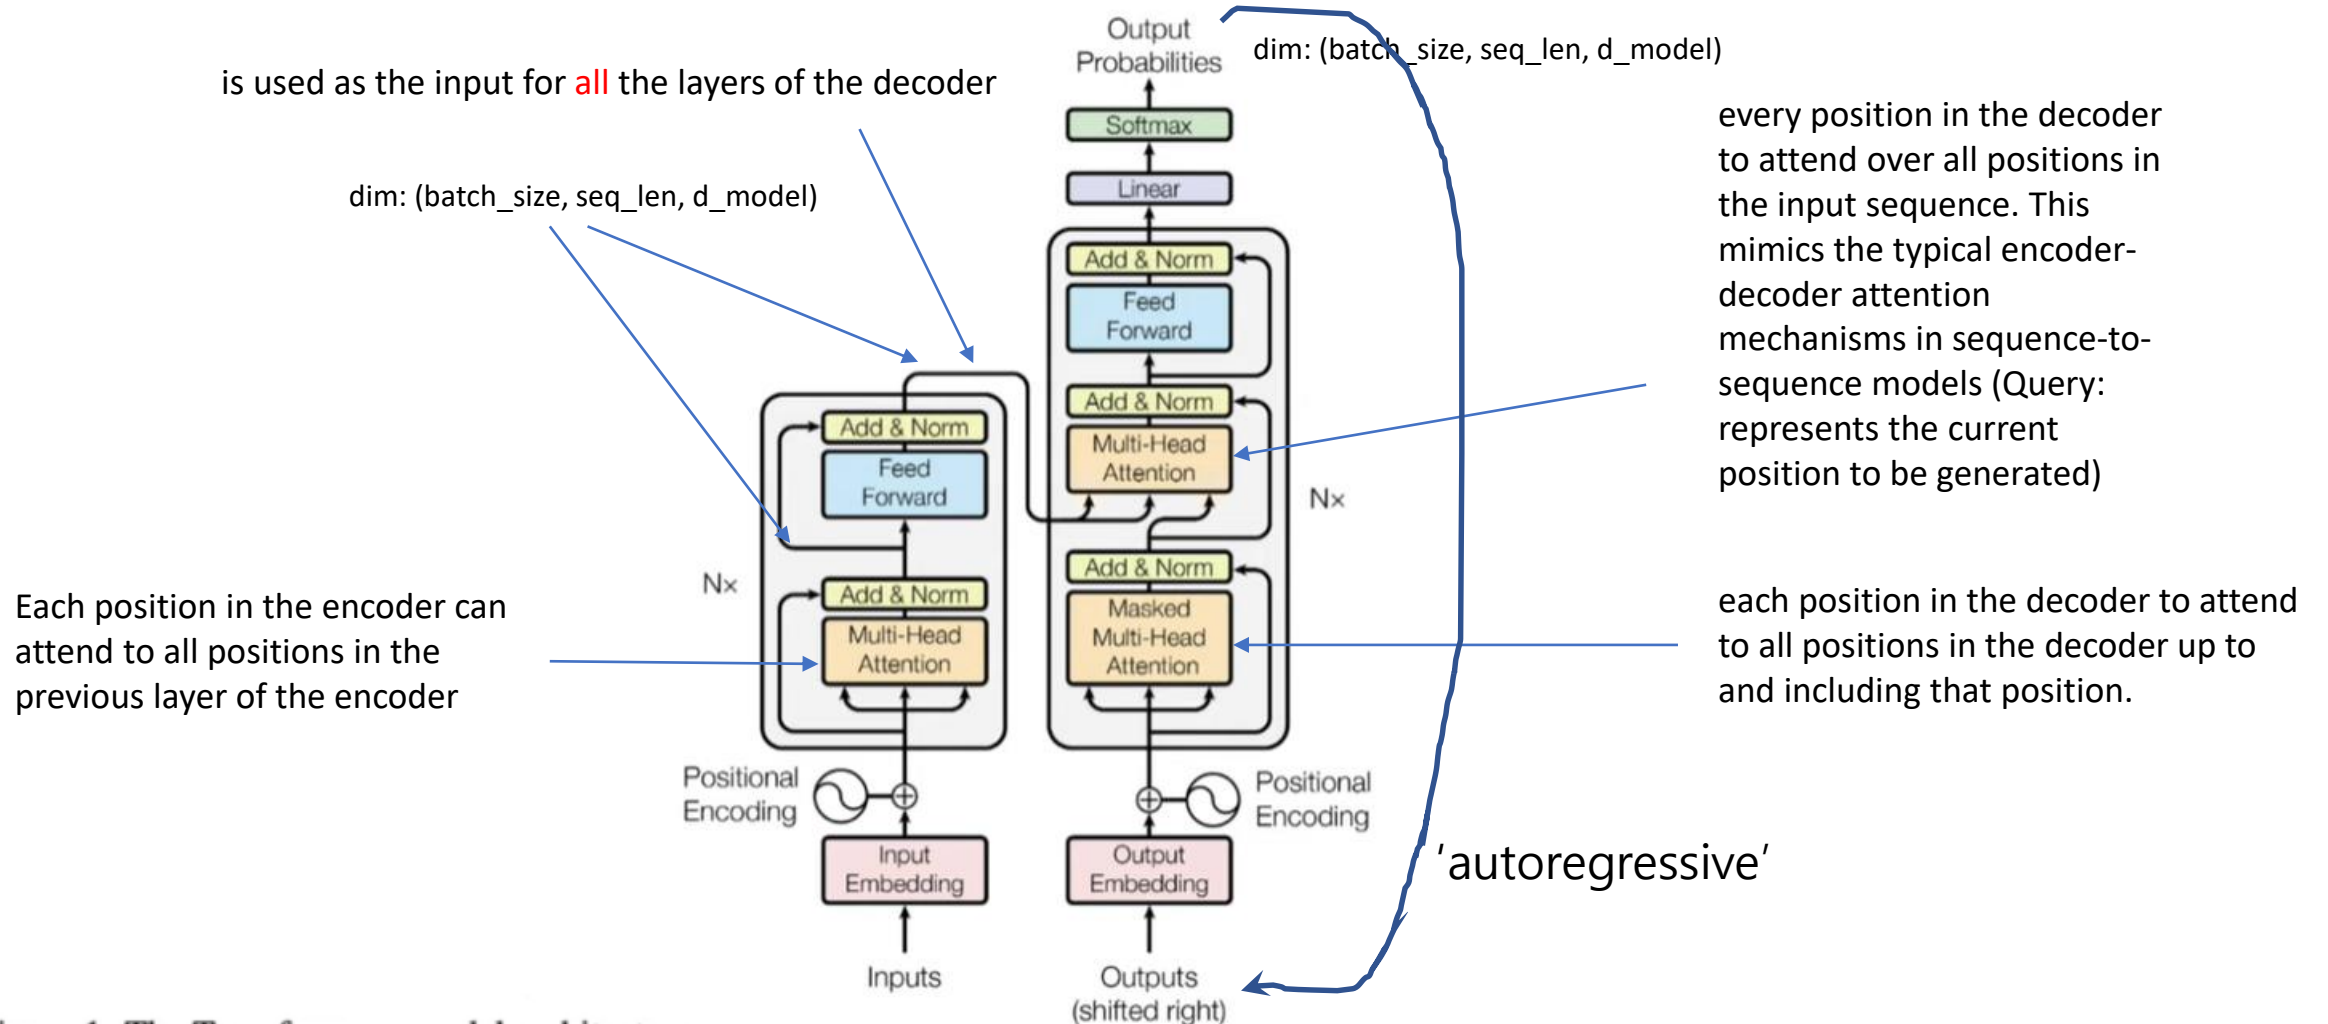 Output
Probabilities
dim: (batch_size, seq_len, d_model)
is used as the input for all the layers of the decoder
dim: (batch_size, seq_len, d_model)
Softmax
Linear
Add & Norm
Feed
Forward
Add & Norm
Multi-Head
Attention
Add & Norm
Masked
Multi-Head
Attention
Nx
every position in the decoder
to attend over all positions in
the input sequence. This
mimics the typical encoder-
decoder attention
mechanisms in sequence-to-
sequence models (Query:
represents the current
position to be generated)
each position in the decoder to attend
to all positions in the decoder up to
and including that position.
Add & Norm
Feed
Forward
Add & Norm
Multi-Head
Attention
Nx
Each position in the encoder can
attend to all positions in the
previous layer of the encoder
Positional
Encoding
Positional
Encoding
Input
Embedding
Output
Embedding
'autoregressive'
Inputs
Outputs
(shifted right)